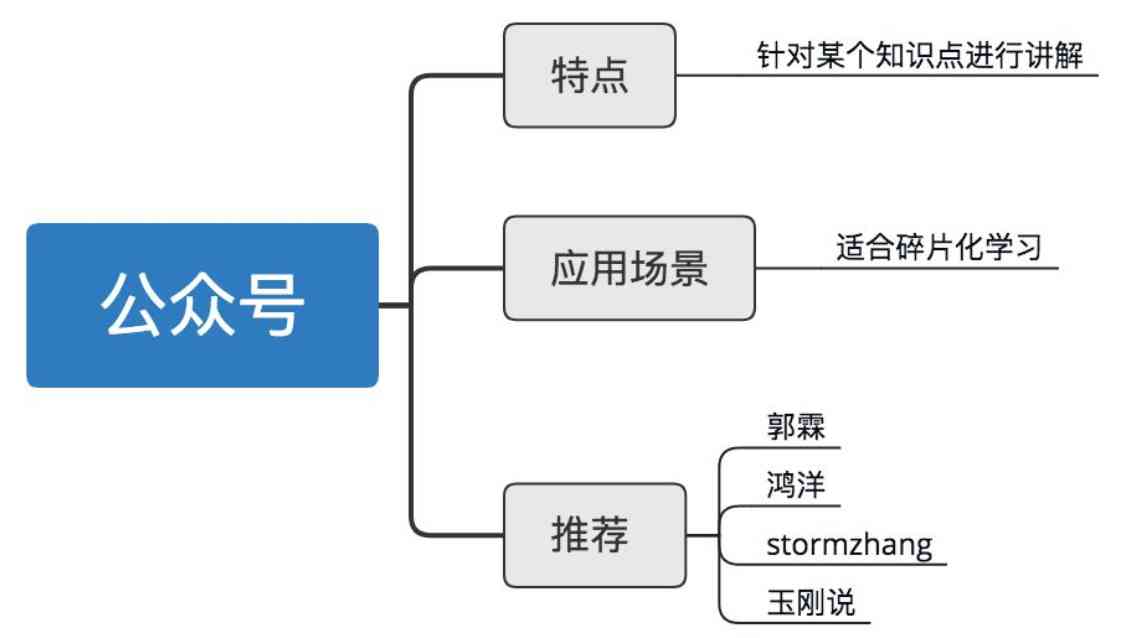 公众号
特点
针对某个知识点进行讲解
应用场景
适合碎片化学习
推荐
郭霖
鸿洋
stormzhang
玉刚说